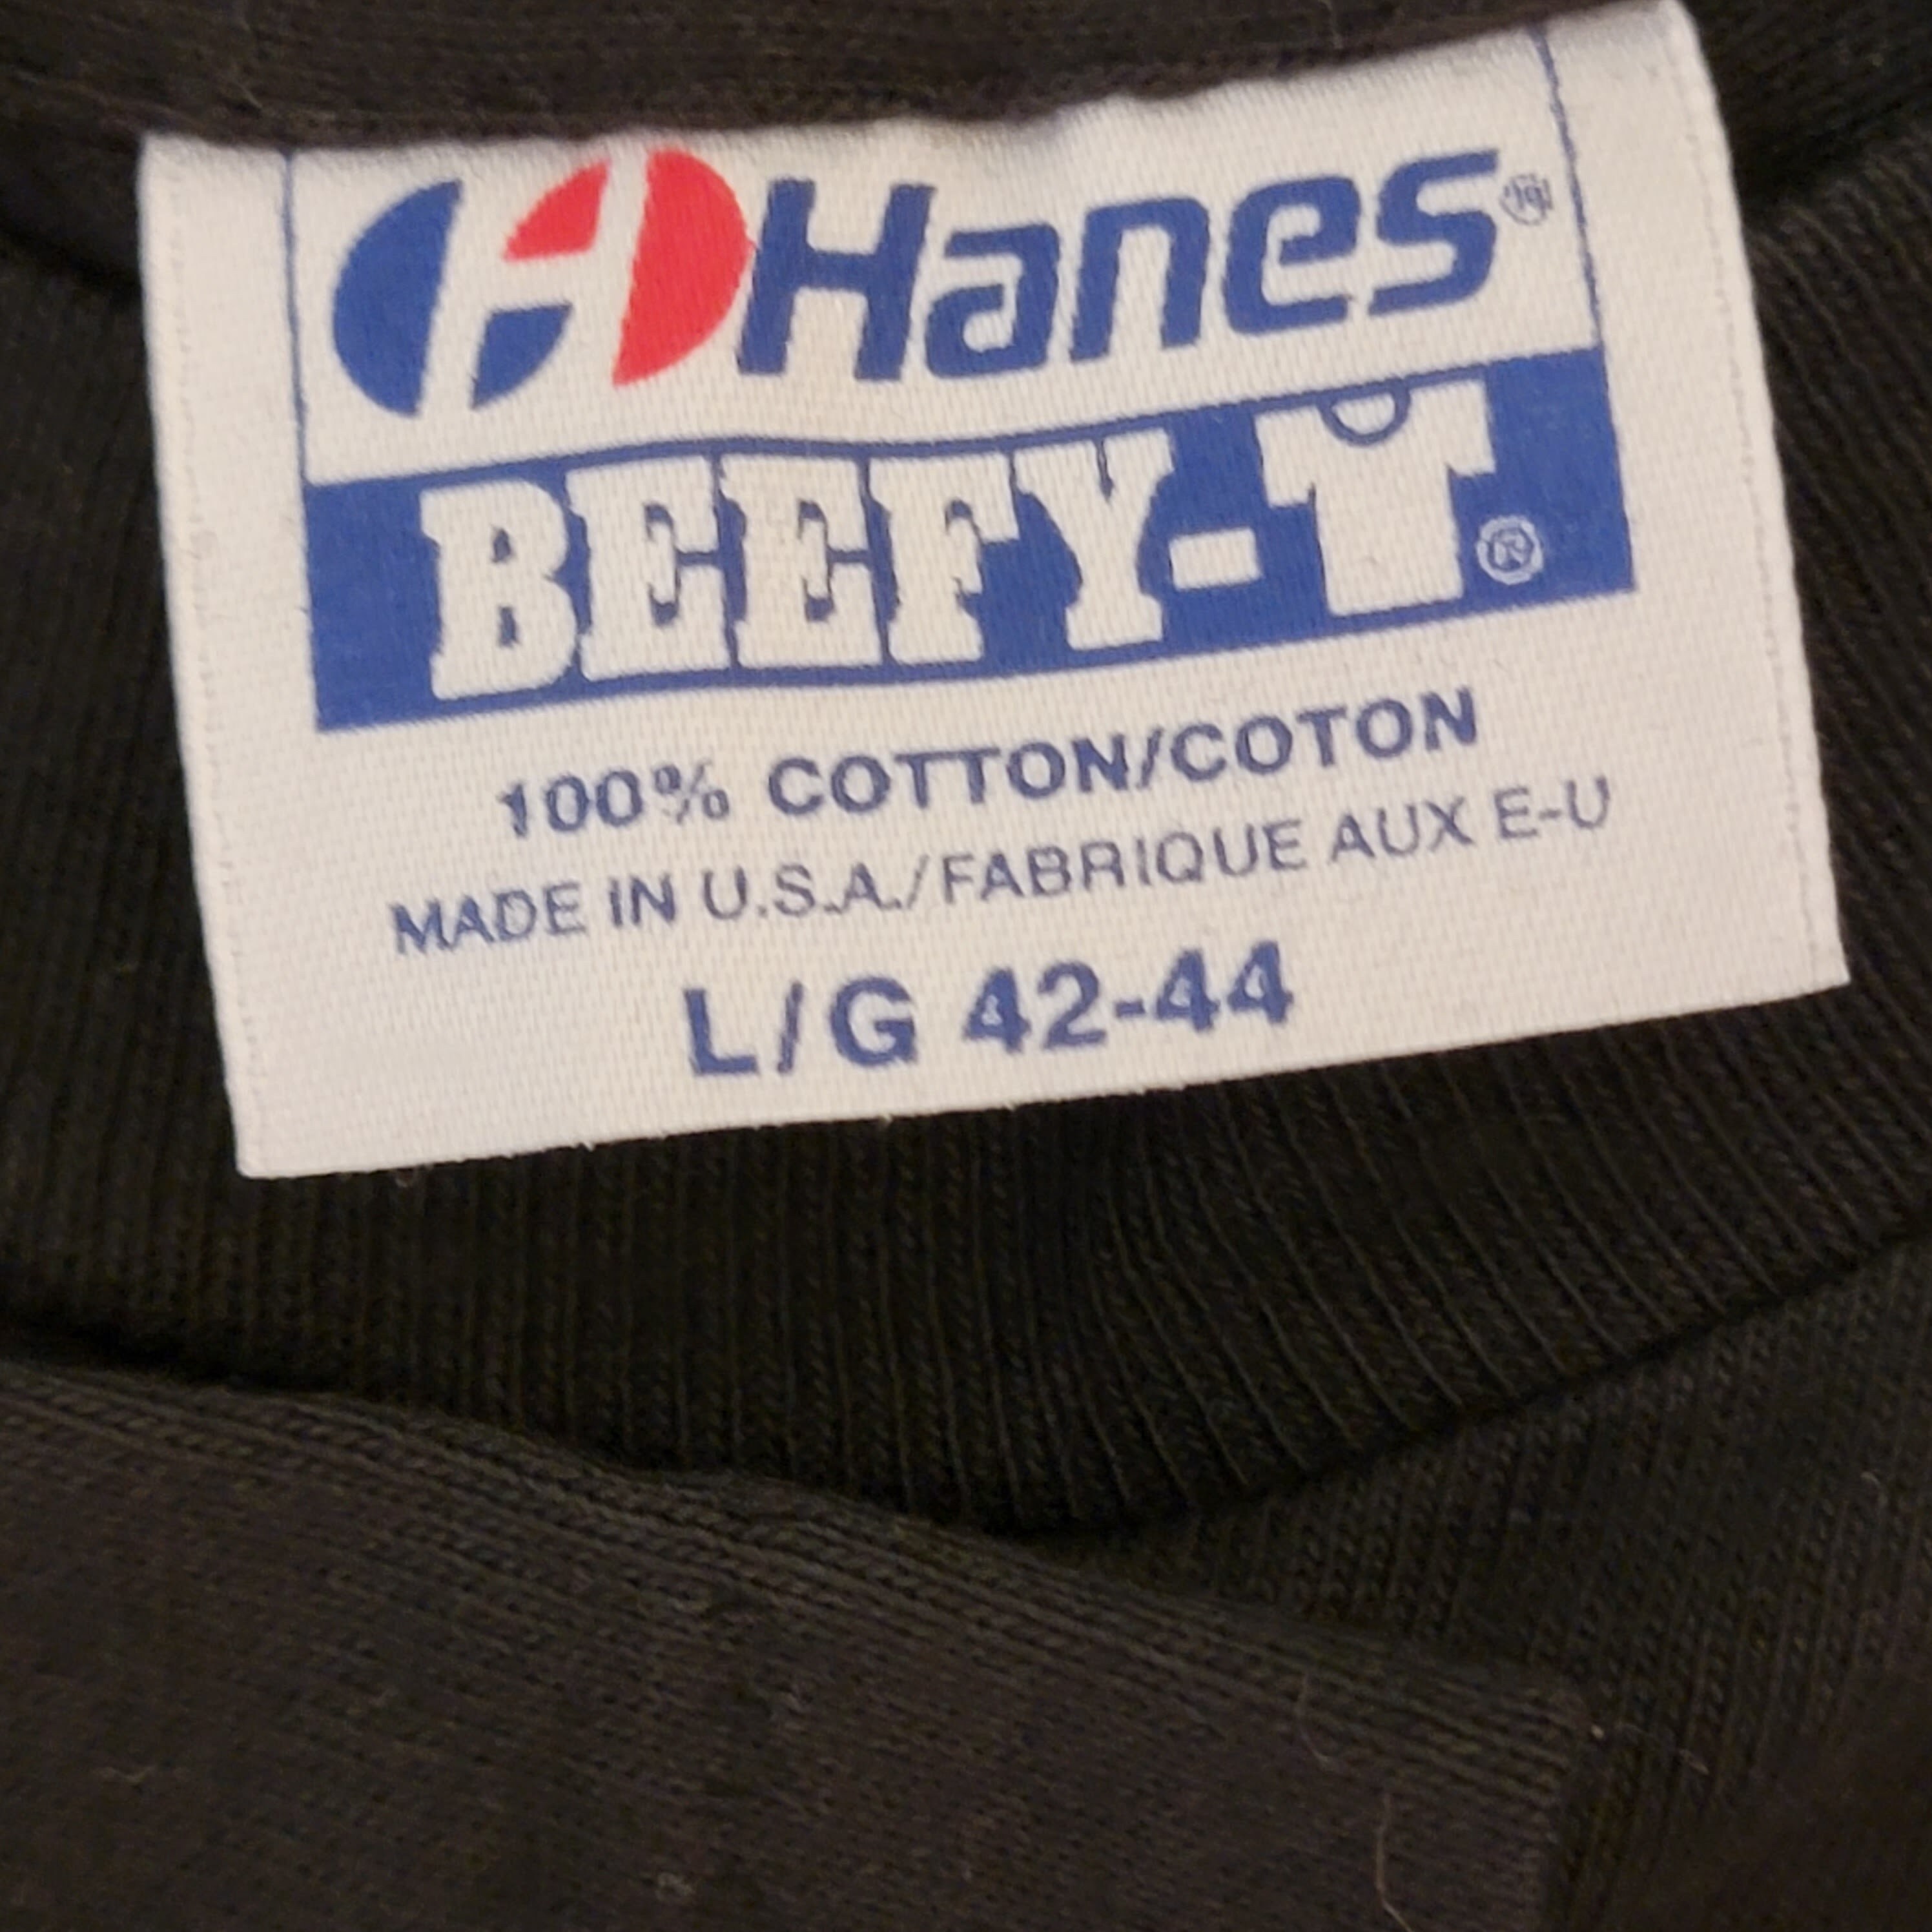 Hanes®
BEEFY-T®
100% COTTON/COTON
MADE IN U.S.A./FABRIQUE AUX E-U
L/G 42-44